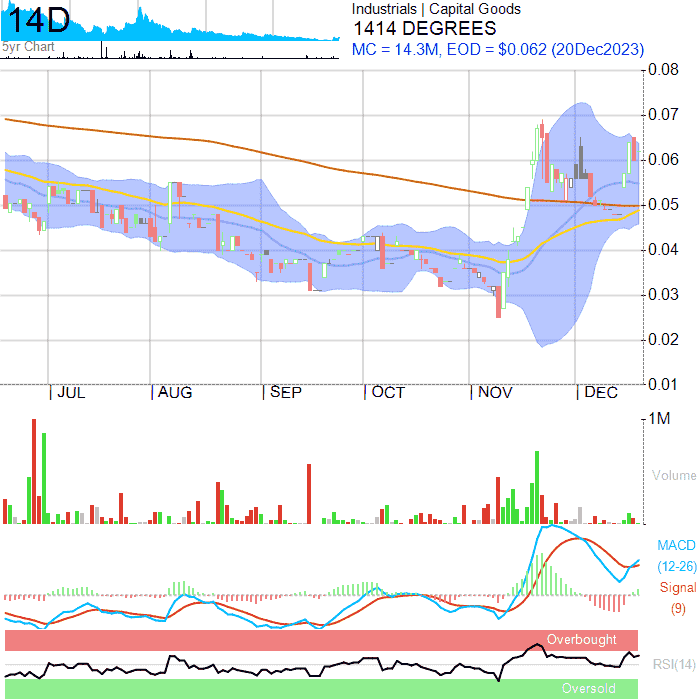 14D
5yr Chart
Industrials | Capital Goods
1414 DEGREES
MC = 14.3M, EOD = $0.062 (20Dec2023)
0.08
0.07
0.06
0.05
0.04
0.03
0.02
0.01
JUL AUG SEP OCT NOV DEC
1M
Volume
MACD
(12-26)
Signal
(9)
Overbought
RSI(14)
Oversold